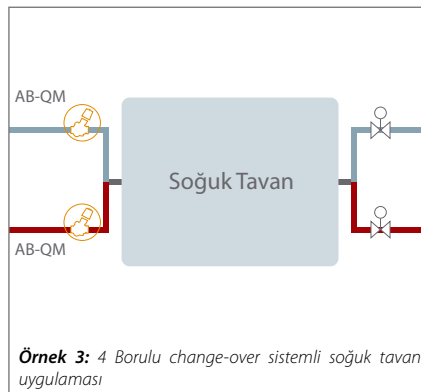 AB-QM
Soğuk Tavan
AB-QM
Örnek 3: 4 Borulu change-over sistemli soğuk tavan
uygulaması